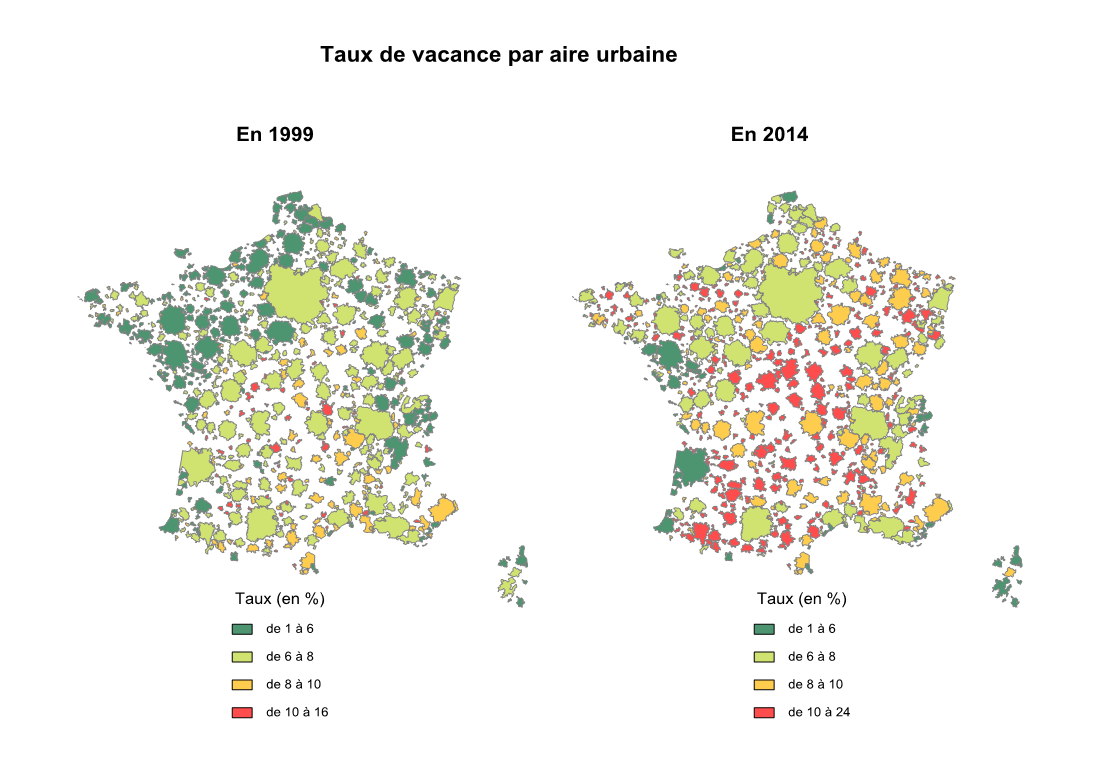 Taux de vacance par aire urbaine
En 1999
En 2014
Taux (en %)
de 1 à 6
de 6 à 8
de 8 à 10
de 10 à 16
Taux (en %)
de 1 à 6
de 6 à 8
de 8 à 10
de 10 à 24